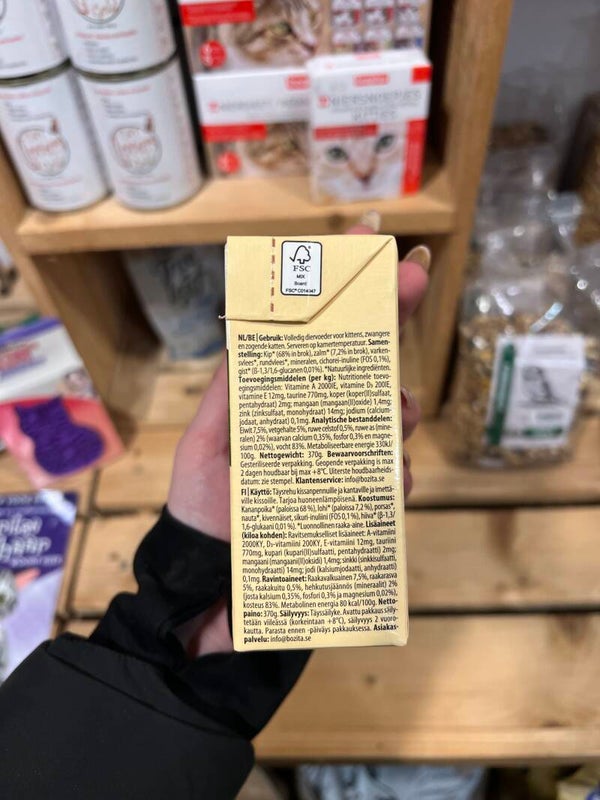 FSC
MIX
Board
FSC® C014047
NL/BE | Gebruik: Volledig diervoeder voor kittens, zwangere
en zogende katten. Serveren op kamertemperatuur. Samen-
stelling: Kip* (68% in brok), zalm* (7,2% in brok), varken-
svlees*, rundvlees*, mineralen, cichorei-inuline (FOS 0,1%),
gist* (β-1,3/1,6-glucanen 0,01%). *Natuurlijke ingrediënten.
Toevoegingsmiddelen (per kg): Nutritionele toevo-
egingsmiddelen: Vitamine A 2000IE, vitamine D₃ 200IE,
vitamine E 12mg, taurine 770mg, koper (koper(II)sulfaat,
pentahydraat) 2mg; mangaan (mangaan(II)oxide) 1,4mg;
zink (zinksulfaat, monohydraat) 14mg; jodium (calcium-
jodaat, anhydraat) 0,1mg. Analytische bestanddelen:
Eiwit 7,5%, vetgehalte 5%, ruwe celstof 0,5%, ruwe as (mine-
ralen) 2% (waarvan calcium 0,35%, fosfor 0,3% en magne-
sium 0,02%), vocht 83%. Metaboliseerbare energie 330kJ/
100g. Nettogewicht: 370g. Bewaarvoorschriften:
Gesteriliseerde verpakking. Geopende verpakking is max
2 dagen houdbaar bij max +8°C. Uiterste houdbaarheids-
datum: zie stempel. Klantenservice: info@bozita.se
FI | Käyttö: Täysrehu kissanpennuille ja kantaville ja imettä-
ville kissoille. Tarjoa huoneenlämpöisenä. Koostumus:
Kananpoika* (paloissa 68 %), lohi* (paloissa 7,2 %), porsas*,
nauta*, kivennäiset, sikuri-inuliini (FOS 0,1 %), hiiva* (β-1,3/
1,6-glukaani 0,01 %). *Luonnollinen raaka-aine. Lisäaineet
(kiloa kohden): Ravitsemukselliset lisäaineet: A-vitamiini
2000KY, D₃-vitamiini 200KY, E-vitamiini 12mg, tauriini
770mg, kupari (kupari(II)sulfaatti, pentahydraatti) 2mg;
mangaani (mangaani(II)oksidi) 1,4mg; sinkki (sinkkisulfaatti,
monohydraatti) 14mg; jodi (kalsiumjodaatti, anhydraatti)
0,1mg. Ravintoaineet: Raakavalkuainen 7,5%, raakarasva
5%, raakakuitu 0,5%, hehkutusjäännös (mineraalit) 2%
(josta kalsium 0,35%, fosfori 0,3% ja magnesium 0,02%),
kosteus 83%. Metabolinen energia 80 kcal/100g. Netto-
paino: 370g. Säilyvyys: Täyssäilyke. Avattu pakkaus säily-
tetään viileässä (korkeintaan +8°C), säilyvyys 2 vuoro-
kautta. Parasta ennen -päiväys pakkauksessa. Asiakas-
palvelu: info@bozita.se